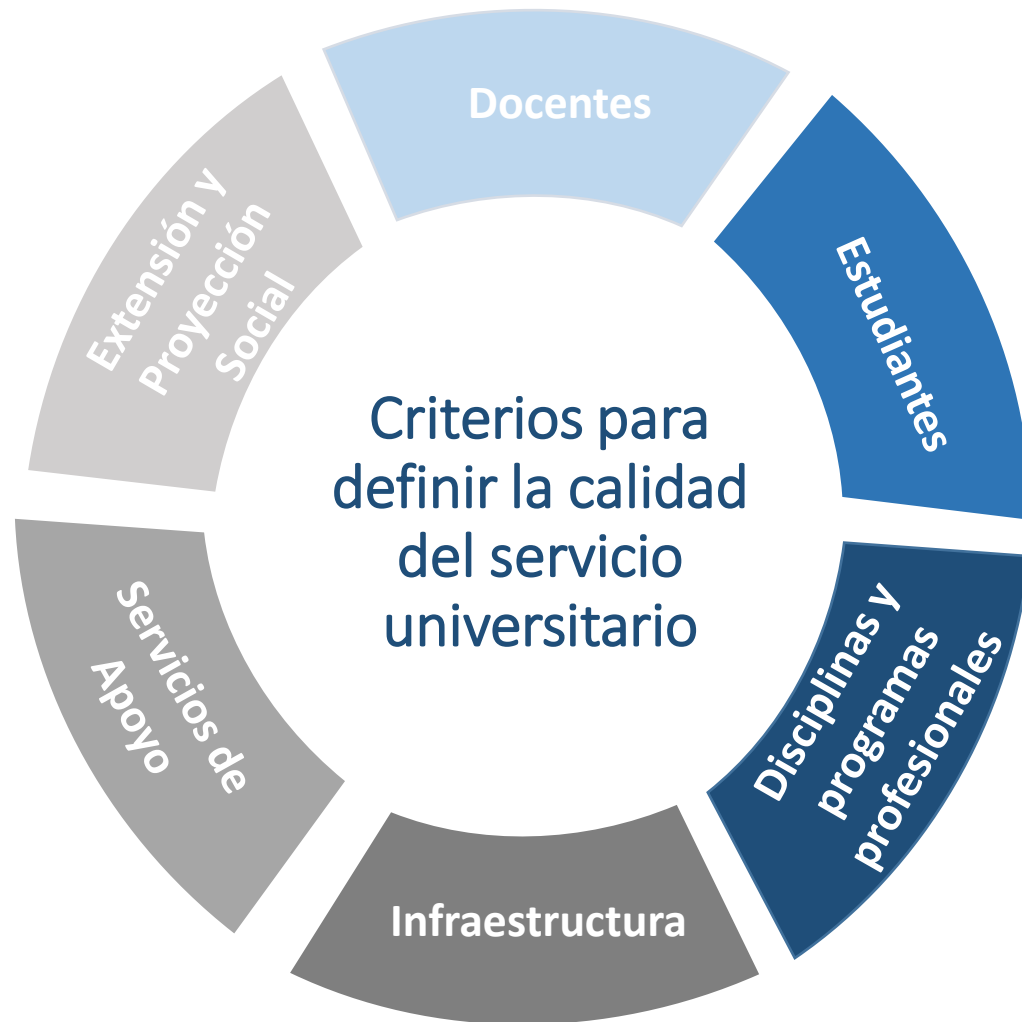 Docentes
Estudiantes
Disciplinas y
programas
profesionales
Infraestructura
Servicios de
Apoyo
Extensión y
Proyección
Social
Criterios para
definir la calidad
del servicio
universitario